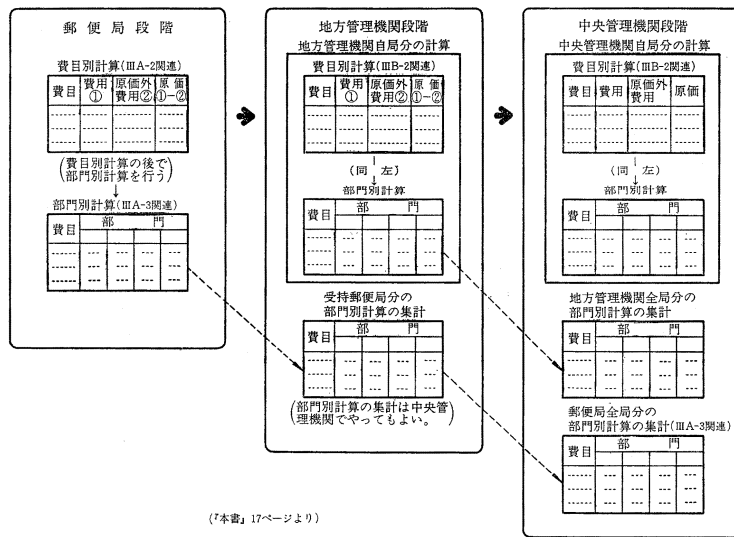 郵便局段階
費目別計算(ⅢA-2関連)
費目 費用① 原価外費用② 原価①−②
(費目別計算の後で
部門別計算を行う)
部門別計算(ⅢA-3関連)
費目 部門
地方管理機関段階
地方管理機関自局分の計算
費目別計算(ⅢB-2関連)
費目 費用① 原価外費用② 原価①−②
(同左)
部門別計算
費目 部門
受持郵便局分の
部門別計算の集計
費目 部門
(部門別計算の集計は中央管
理機関でやってもよい。)
中央管理機関段階
中央管理機関自局分の計算
費目別計算(ⅢB-2関連)
費目 費用 原価外費用 原価
(同左)
部門別計算
費目 部門
地方管理機関全局分の
部門別計算の集計
費目 部門
郵便局全局分の
部門別計算の集計(ⅢA-3関連)
費目 部門
(『本書』17ページより)